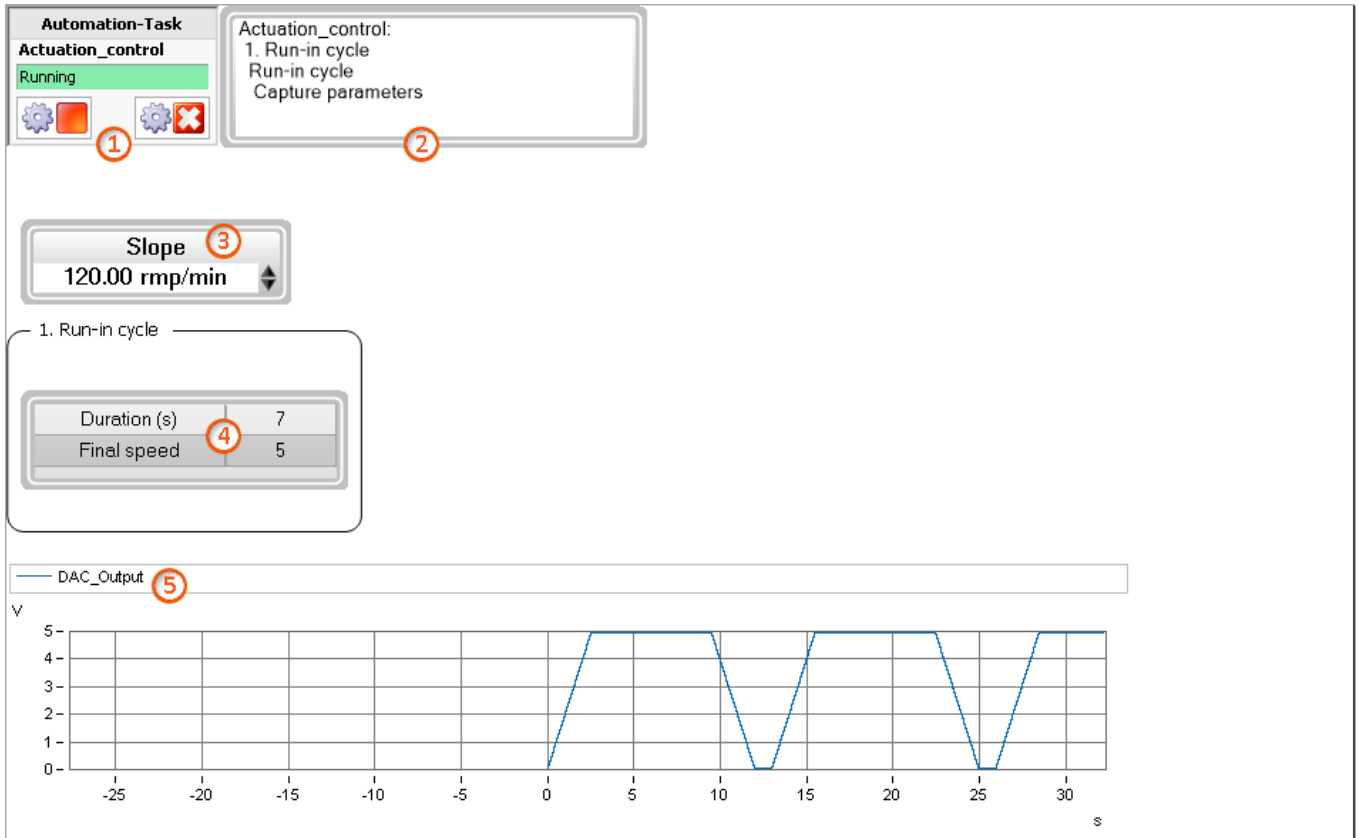 Automation-Task
Actuation_control
Running
1
Actuation_control:
1. Run-in cycle
Run-in cycle
Capture parameters
2
Slope
3
120.00 rmp/min
1. Run-in cycle
Duration (s) 7
4
Final speed 5
DAC_Output
5
V
5
4
3
2
1
0
-25 -20 -15 -10 -5 0 5 10 15 20 25 30
s